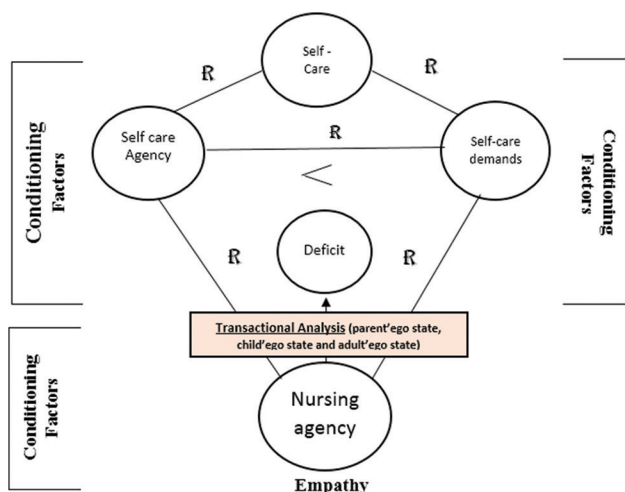 Self -
Care
R
R
Self care
Agency
R
Self-care
demands
Conditioning
Factors
Conditioning
Factors
<
Deficit
R
R
Transactional Analysis (parent'ego state,
child'ego state and adult'ego state)
Conditioning
Factors
Nursing
agency
Empathy